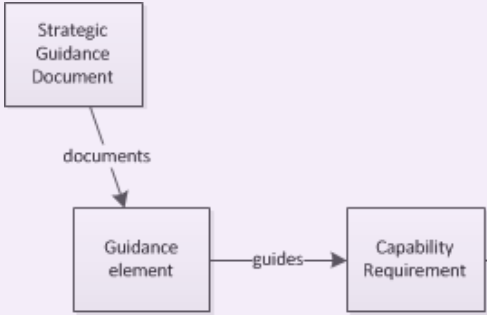 Strategic
Guidance
Document
documents
Guidance
element
guides
Capability
Requirement